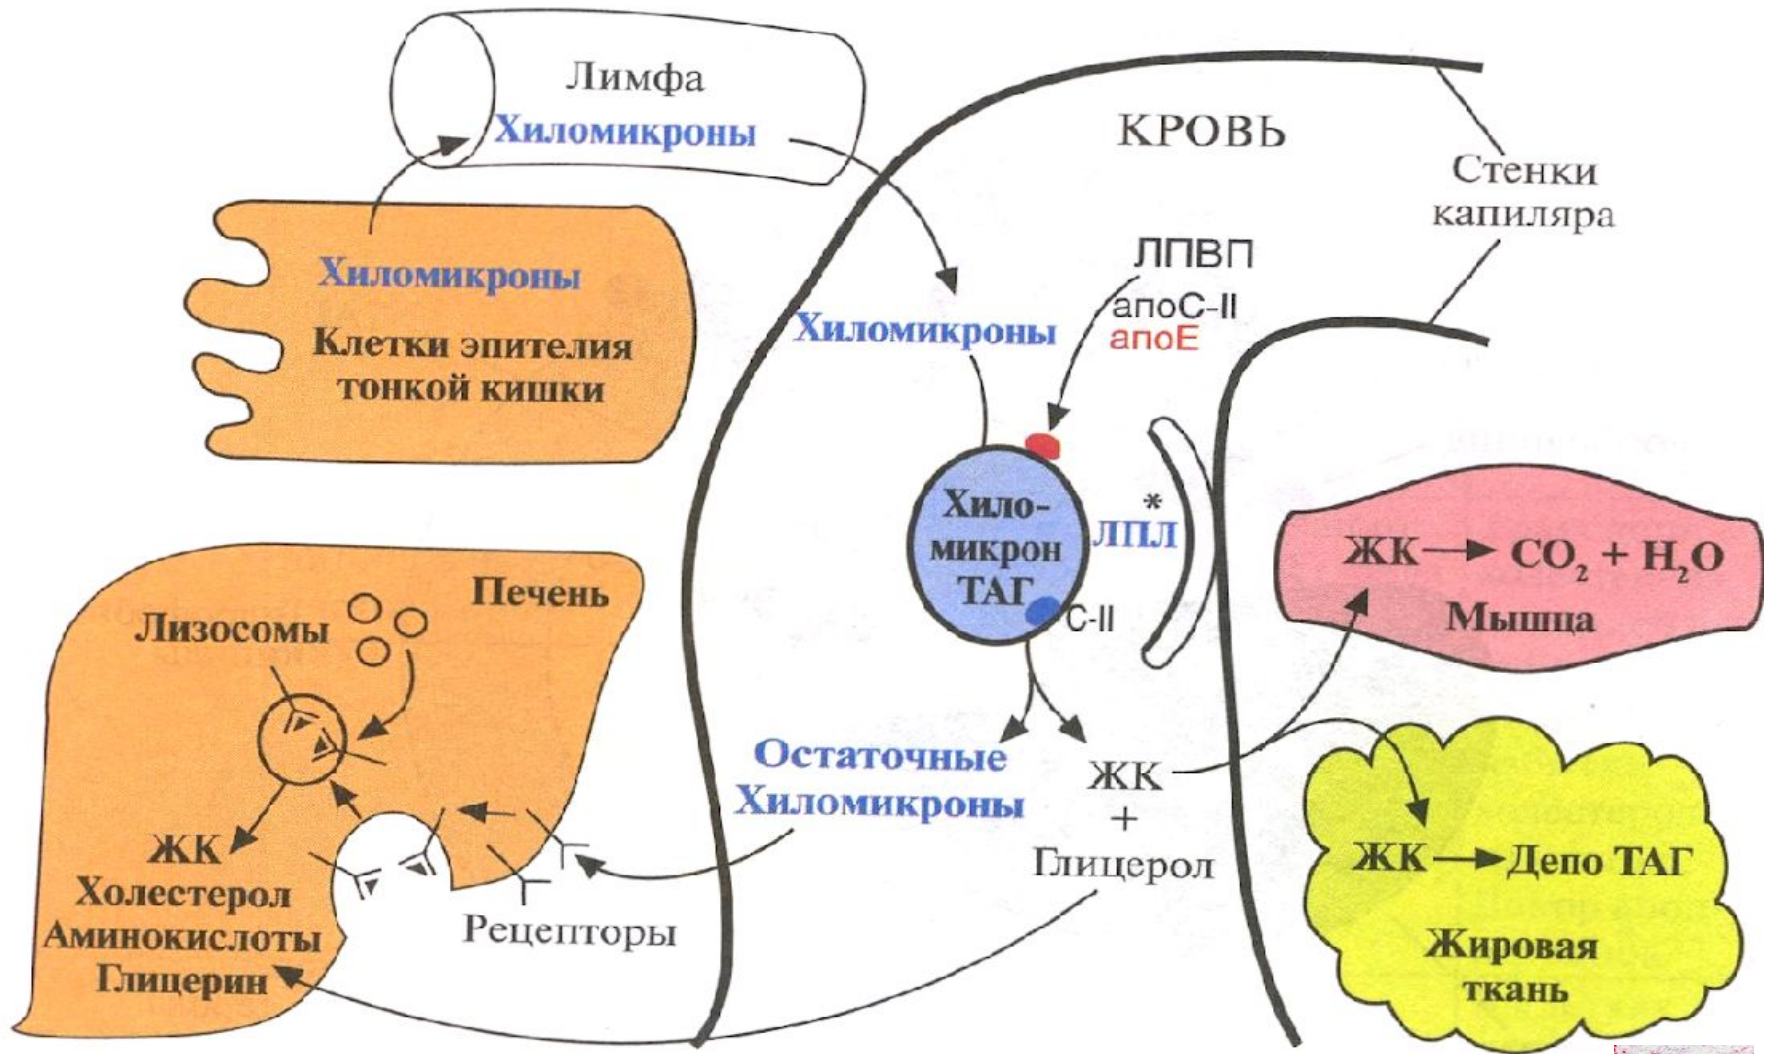 Лимфа
Хиломикроны
КРОВЬ
Стенки
капиляра
Хиломикроны
Клетки эпителия
тонкой кишки
ЛПВП
апоС-II
апоЕ
Хиломикроны
Хило-
микрон
ТАГ
*
ЛПЛ
С-II
ЖК → CO₂ + H₂O
Мышца
Печень
Лизосомы
Остаточные
Хиломикроны
ЖК
+
Глицерол
ЖК → Депо ТАГ
Жировая
ткань
ЖК
Холестерол
Аминокислоты
Глицерин
Рецепторы